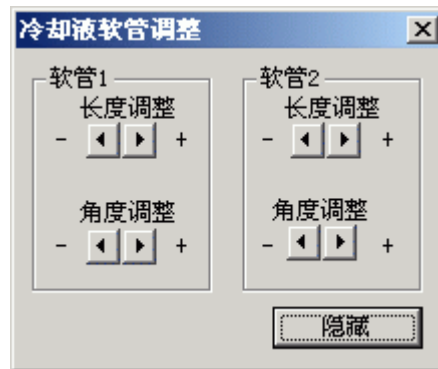 冷却液软管调整
软管1
长度调整
- +
角度调整
- +
软管2
长度调整
- +
角度调整
- +
隐藏